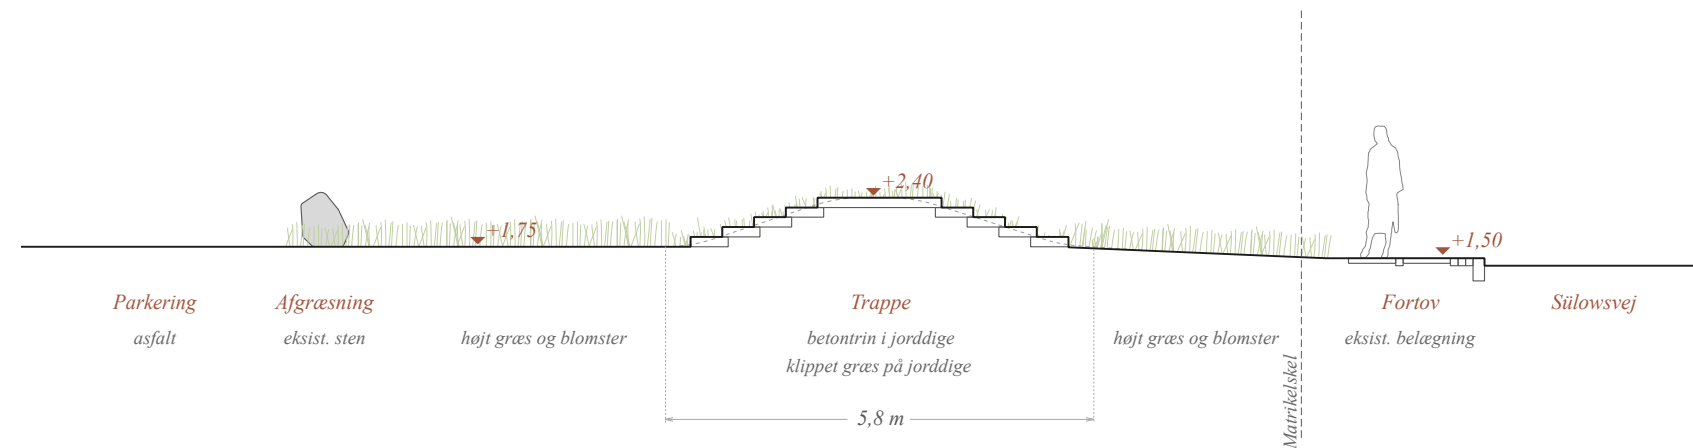 +2,40
+1,75
+1,50
Parkering
Afgræsning
Trappe
Fortov
Sülowsvej
asfalt
eksist. sten
højt græs og blomster
betontrin i jorddige
klippet græs på jorddige
højt græs og blomster
eksist. belægning
Matrikelskel
5,8 m